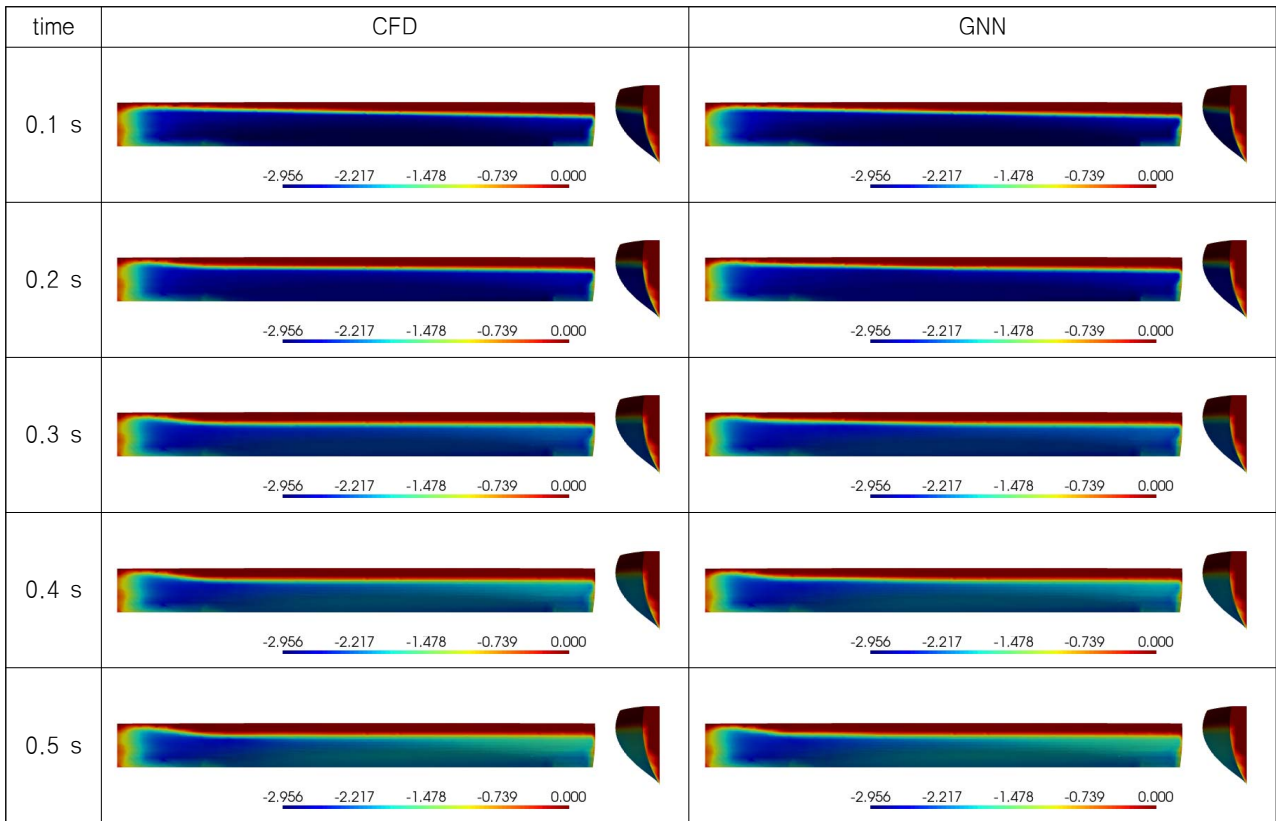 time CFD GNN
0.1 s
-2.956 -2.217 -1.478 -0.739 0.000 -2.956 -2.217 -1.478 -0.739 0.000
0.2 s
-2.956 -2.217 -1.478 -0.739 0.000 -2.956 -2.217 -1.478 -0.739 0.000
0.3 s
-2.956 -2.217 -1.478 -0.739 0.000 -2.956 -2.217 -1.478 -0.739 0.000
0.4 s
-2.956 -2.217 -1.478 -0.739 0.000 -2.956 -2.217 -1.478 -0.739 0.000
0.5 s
-2.956 -2.217 -1.478 -0.739 0.000 -2.956 -2.217 -1.478 -0.739 0.000